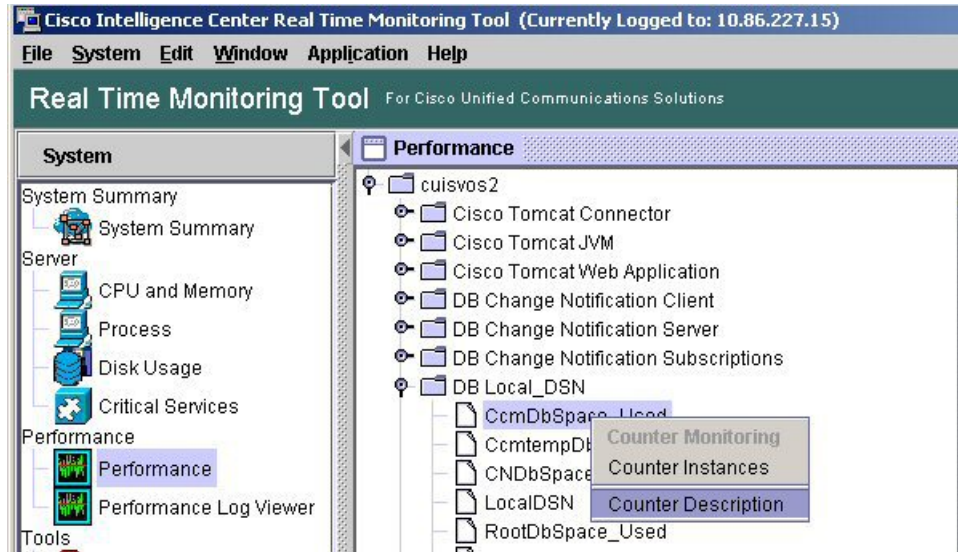 Cisco Intelligence Center Real Time Monitoring Tool (Currently Logged to: 10.86.227.15)
File System Edit Window Application Help
Real Time Monitoring Tool For Cisco Unified Communications Solutions
System
System Summary
System Summary
Server
CPU and Memory
Process
Disk Usage
Critical Services
Performance
Performance
Performance Log Viewer
Tools
Performance
cuisvos2
Cisco Tomcat Connector
Cisco Tomcat JVM
Cisco Tomcat Web Application
DB Change Notification Client
DB Change Notification Server
DB Change Notification Subscriptions
DB Local_DSN
CcmDbSpace_Used
CcmtempDb
CNDbSpace
LocalDSN
RootDbSpace_Used
Counter Monitoring
Counter Instances
Counter Description